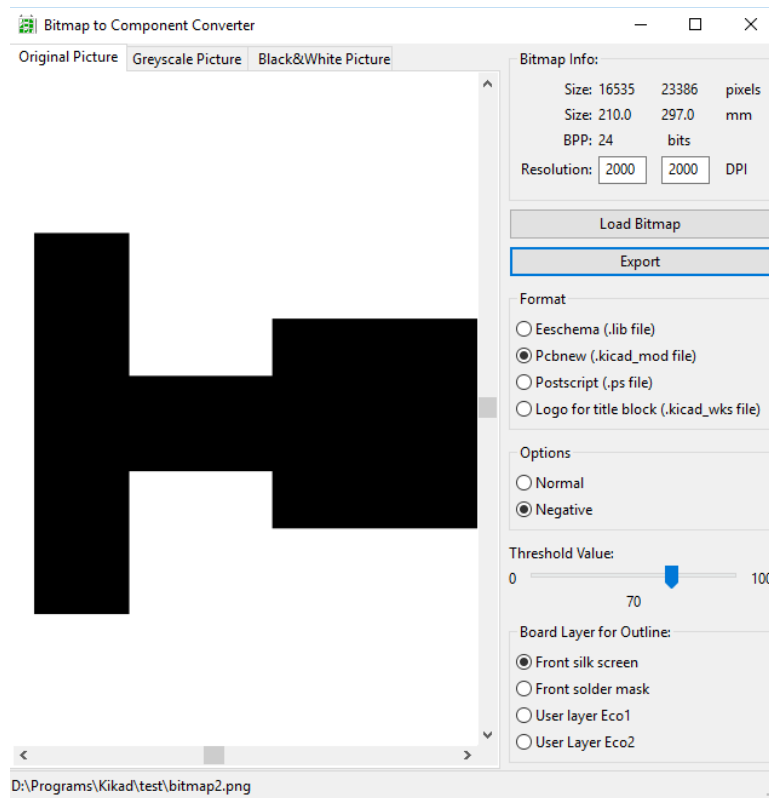 Bitmap to Component Converter
Original Picture Greyscale Picture Black&White Picture
Bitmap Info:
Size: 16535 23386 pixels
Size: 210.0 297.0 mm
BPP: 24 bits
Resolution: 2000 2000 DPI
Load Bitmap
Export
Format
Eeschema (.lib file)
Pcbnew (.kicad_mod file)
Postscript (.ps file)
Logo for title block (.kicad_wks file)
Options
Normal
Negative
Threshold Value:
0 100
70
Board Layer for Outline:
Front silk screen
Front solder mask
User layer Eco1
User Layer Eco2
D:\Programs\Kikad\test\bitmap2.png